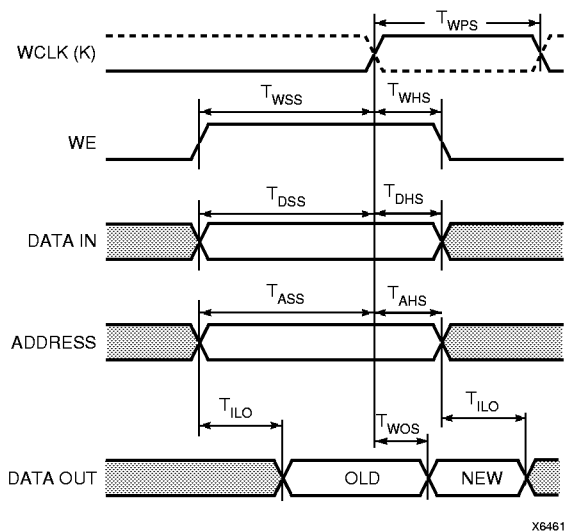 T_WPS
WCLK (K)
T_WSS T_WHS
WE
T_DSS T_DHS
DATA IN
T_ASS T_AHS
ADDRESS
T_ILO T_WOS T_ILO
DATA OUT OLD NEW
X6461